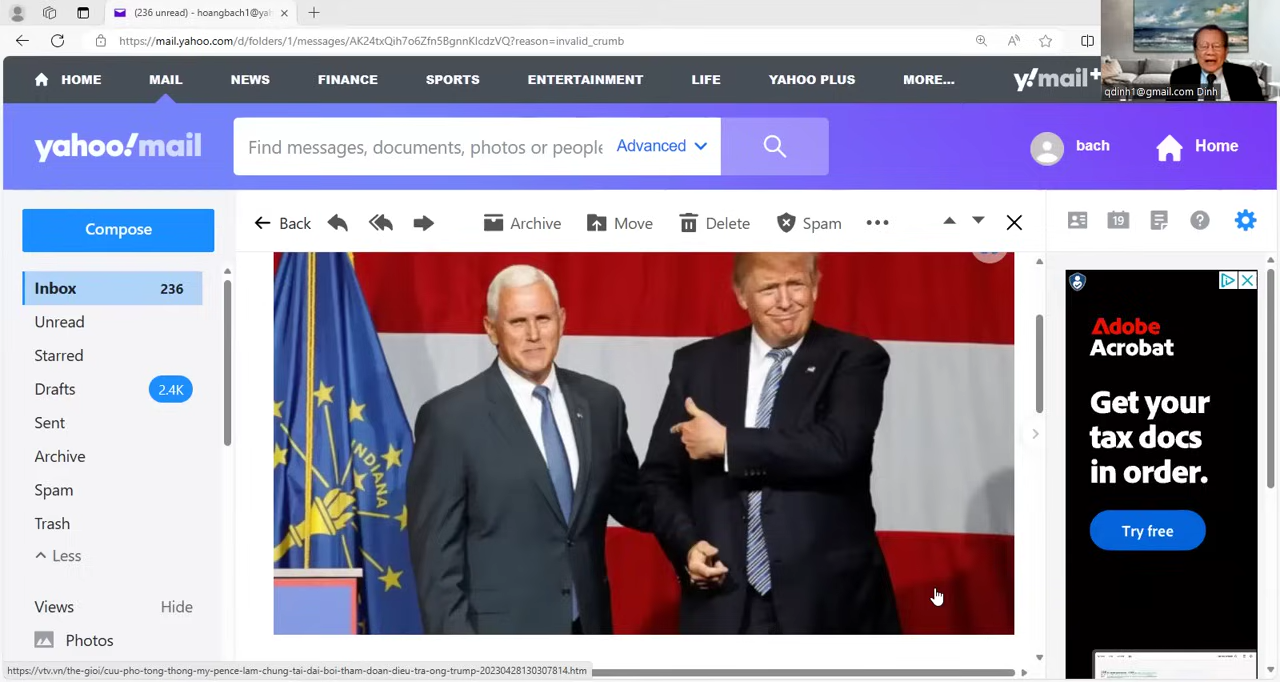 (236 unread) - hoangbach1@yal
https://mail.yahoo.com/d/folders/1/messages/AK24txQih7o6Zfn5BgnnKIcdzVQ?reason=invalid_crumb
HOME
MAIL
NEWS
FINANCE
SPORTS
ENTERTAINMENT
LIFE
YAHOO PLUS
MORE...
y!mail+
qdinh1@gmail.com Dinh
yahoo!mail
Find messages, documents, photos or people
Advanced
bach
Home
Compose
Back
Archive
Move
Delete
Spam
19
Inbox 236
Unread
Starred
Drafts 2.4K
Sent
Archive
Spam
Trash
Less
Views Hide
Photos
INDIANA
Adobe
Acrobat
Get your
tax docs
in order.
Try free
https://vtv.vn/the-gioi/cuu-pho-tong-thong-my-pence-lam-chung-tai-dai-boi-tham-doan-dieu-tra-ong-trump-20230428130307814.htm